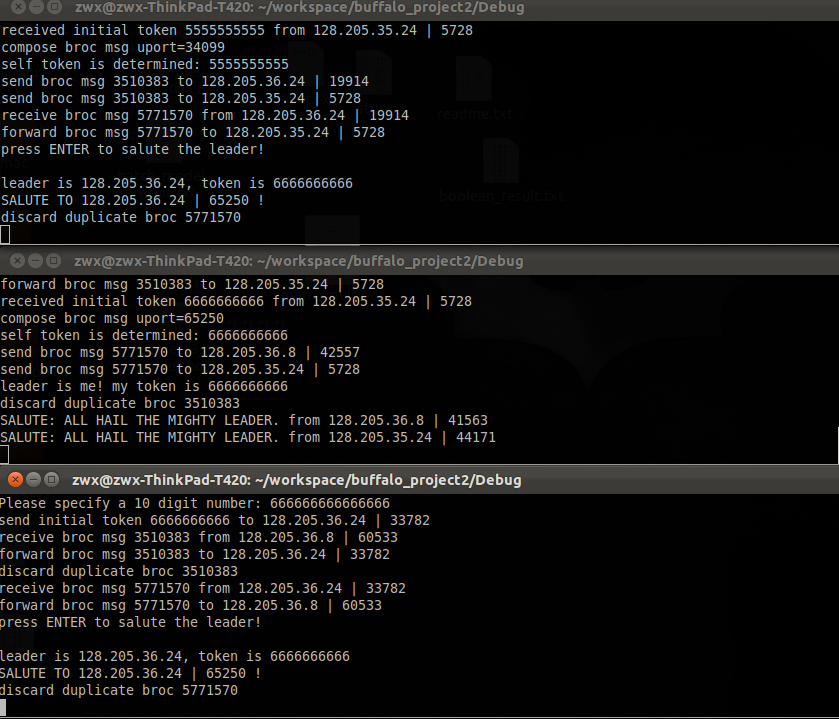 zwx@zwx-ThinkPad-T420: ~/workspace/buffalo_project2/Debug
received initial token 5555555555 from 128.205.35.24 | 5728
compose broc msg uport=34099
self token is determined: 5555555555
send broc msg 3510383 to 128.205.36.24 | 19914
send broc msg 3510383 to 128.205.35.24 | 5728
readme.txt
receive broc msg 5771570 from 128.205.36.24 | 19914
forward broc msg 5771570 to 128.205.35.24 | 5728
press ENTER to salute the leader!
leader is 128.205.36.24, token is 6666666666
boolean_result.txt
SALUTE TO 128.205.36.24 | 65250 !
discard duplicate broc 5771570
zwx@zwx-ThinkPad-T420: ~/workspace/buffalo_project2/Debug
forward broc msg 3510383 to 128.205.35.24 | 5728
received initial token 6666666666 from 128.205.35.24 | 5728
compose broc msg uport=65250
self token is determined: 6666666666
send broc msg 5771570 to 128.205.36.8 | 42557
send broc msg 5771570 to 128.205.35.24 | 5728
leader is me! my token is 6666666666
discard duplicate broc 3510383
SALUTE: ALL HAIL THE MIGHTY LEADER. from 128.205.36.8 | 41563
SALUTE: ALL HAIL THE MIGHTY LEADER. from 128.205.35.24 | 44171
zwx@zwx-ThinkPad-T420: ~/workspace/buffalo_project2/Debug
Please specify a 10 digit number: 666666666666666
send initial token 6666666666 to 128.205.36.24 | 33782
receive broc msg 3510383 from 128.205.36.8 | 60533
forward broc msg 3510383 to 128.205.36.24 | 33782
discard duplicate broc 3510383
receive broc msg 5771570 from 128.205.36.24 | 33782
forward broc msg 5771570 to 128.205.36.8 | 60533
press ENTER to salute the leader!
leader is 128.205.36.24, token is 6666666666
SALUTE TO 128.205.36.24 | 65250 !
discard duplicate broc 5771570